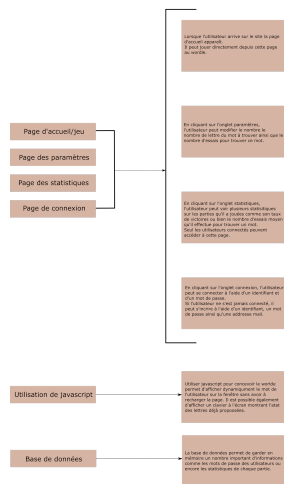 Lorsque l'utilisateur arrive sur le site la page
d'accueil apparaît.
Il peut jouer directement depuis cette page
au wordle.
Page d'accueil/jeu
Page des paramètres
Page des statistiques
Page de connexion
En cliquant sur l'onglet paramètres,
l'utilisateur peut modifier le nombre le
nombre de lettre du mot à trouver ainsi que le
nombre d'essais pour trouver ce mot.
En cliquant sur l'onglet statistiques,
l'utilisateur peut voir plusieurs statistiques
sur les parties qu'il a jouées comme son taux
de victoires ou bien le nombre d'essais moyen
qu'il effectue pour trouver un mot.
Seul les utilisateurs connectés peuvent
accéder à cette page.
En cliquant sur l'onglet connexion, l'utilisateur
peut se connecter à l'aide d'un identifiant et
d'un mot de passe.
Si l'utilisateur ne s'est jamais connecté, il
peut s'inscrire à l'aide d'un identifiant, un mot
de passe ainsi qu'une addresse mail.
Utilisation de Javascript
Utiliser Javascript pour concevoir le worlde
permet d'afficher dynamiquement le mot de
l'utilisateur sur la fenêtre sans avoir à
recharger la page. Il est possible également
d'afficher un clavier à l'écran montrant l'état
des lettres déjà proposées.
Base de données
La base de données permet de garder en
mémoire un nombre important d'informations
comme les mots de passe des utilisateurs ou
encore les statistiques de chaque partie.